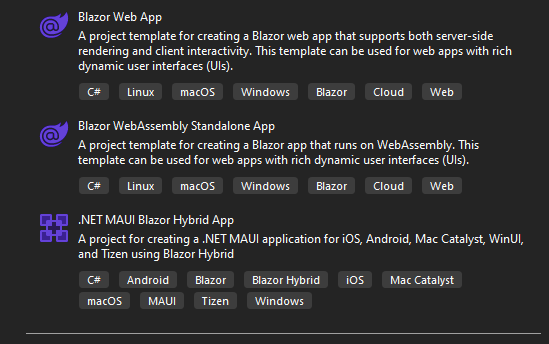 Blazor Web App
A project template for creating a Blazor web app that supports both server-side
rendering and client interactivity. This template can be used for web apps with rich
dynamic user interfaces (UIs).
C# Linux macOS Windows Blazor Cloud Web
Blazor WebAssembly Standalone App
A project template for creating a Blazor app that runs on WebAssembly. This
template can be used for web apps with rich dynamic user interfaces (UIs).
C# Linux macOS Windows Blazor Cloud Web
.NET MAUI Blazor Hybrid App
A project for creating a .NET MAUI application for iOS, Android, Mac Catalyst, WinUI,
and Tizen using Blazor Hybrid
C# Android Blazor Blazor Hybrid iOS Mac Catalyst
macOS MAUI Tizen Windows